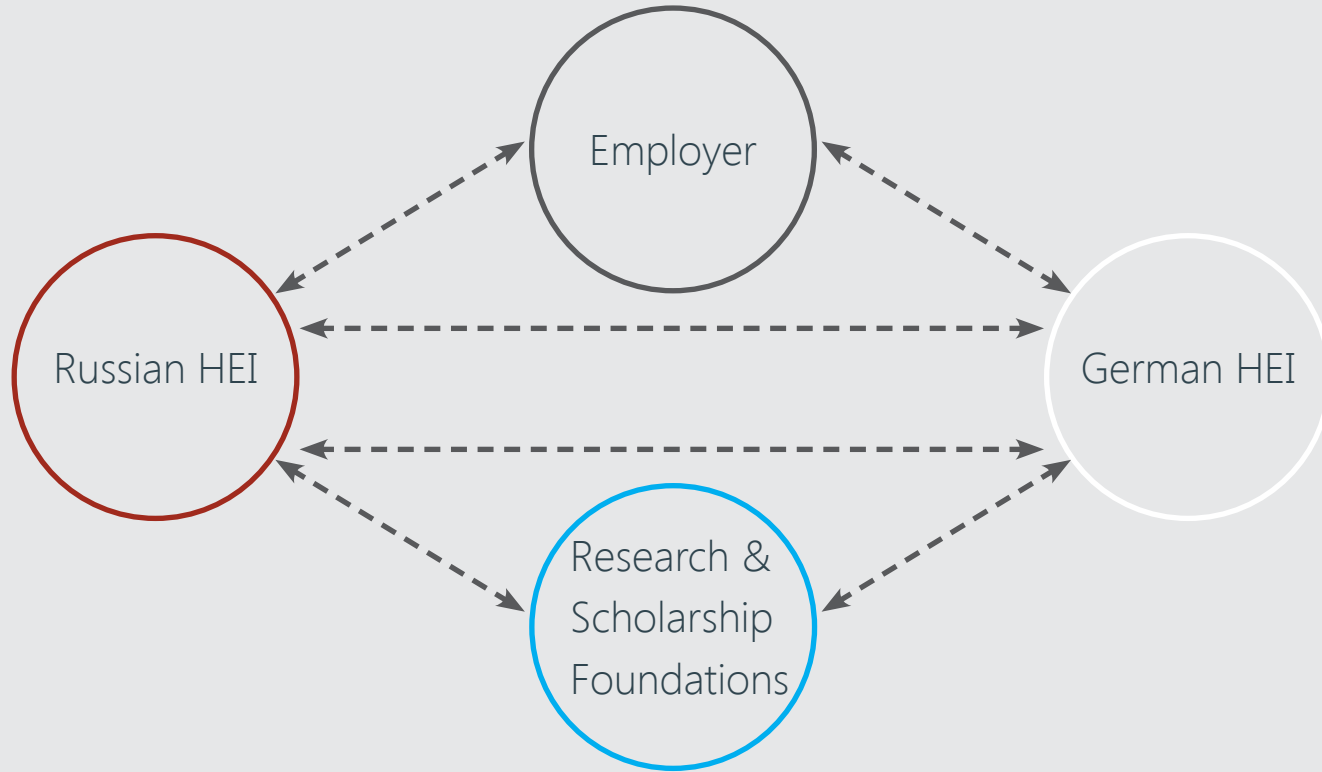 Employer
Russian HEI
German HEI
Research &
Scholarship
Foundations